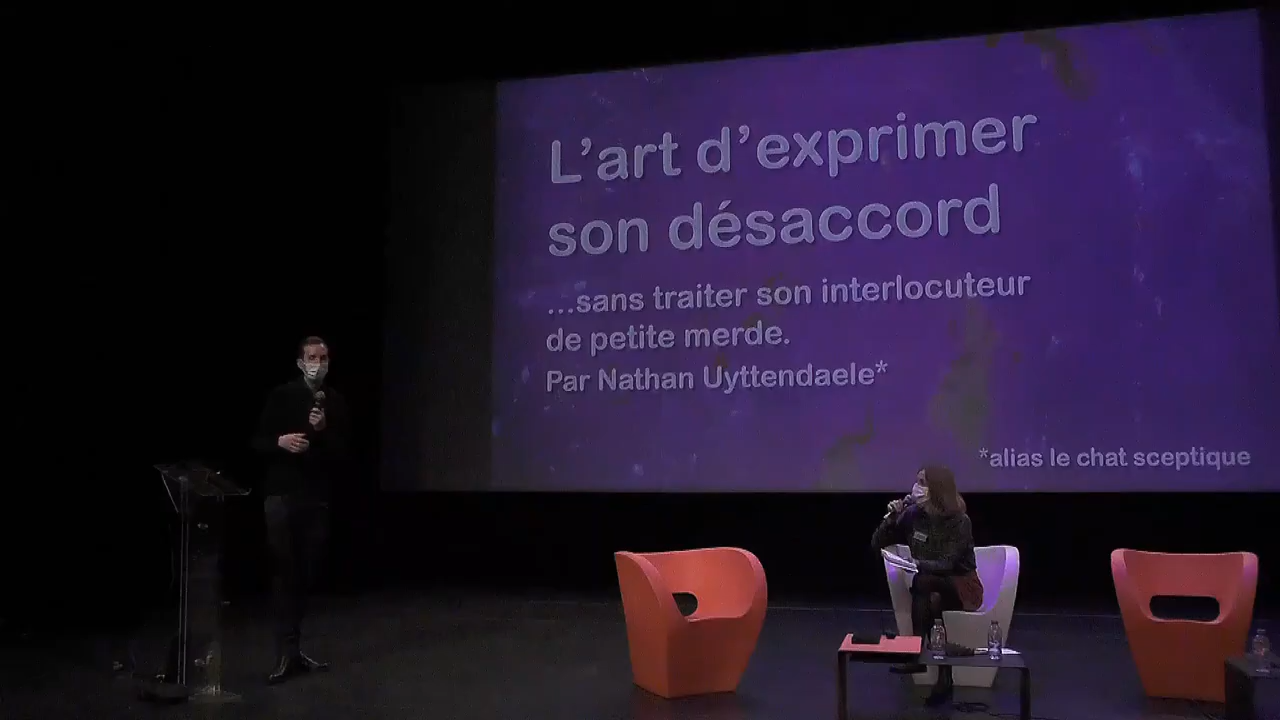 L’art d’exprimer
son désaccord
...sans traiter son interlocuteur
de petite merde.
Par Nathan Uyttendaele*
*alias le chat sceptique